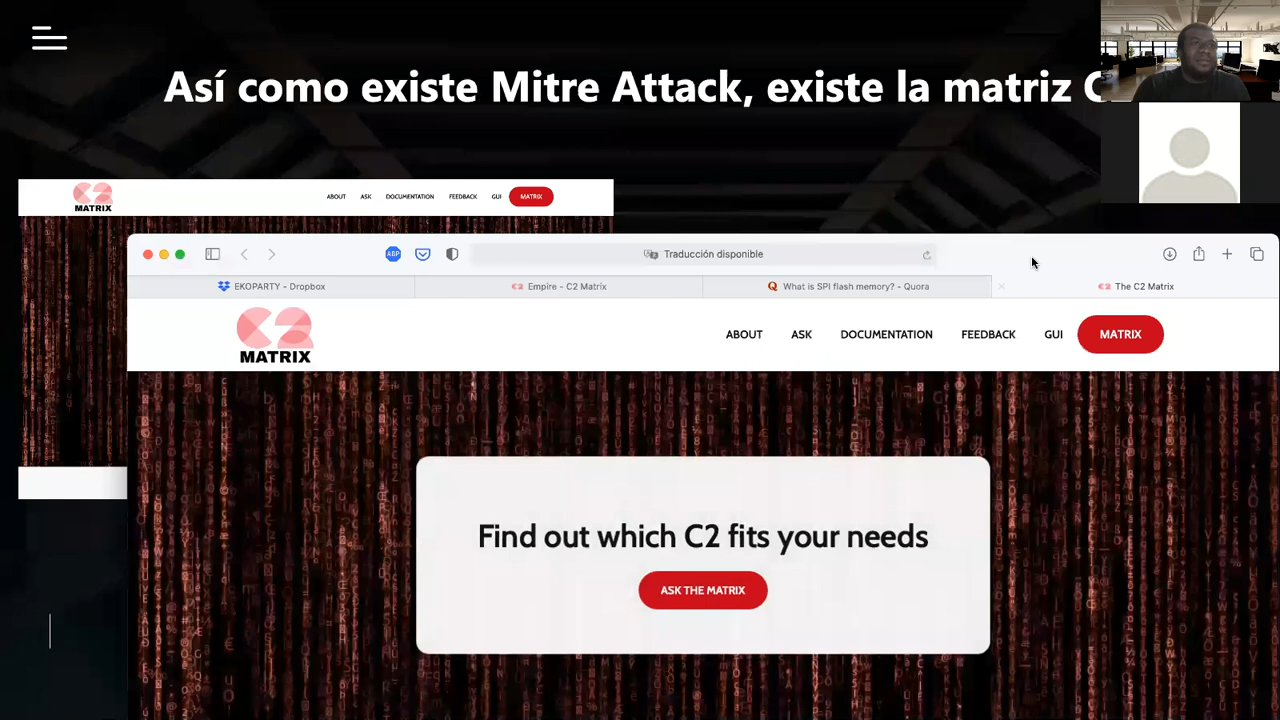 Así como existe Mitre Attack, existe la matriz C
C2
MATRIX
ABOUT ASK DOCUMENTATION FEEDBACK GUI MATRIX
ABP Traducción disponible
EKOPARTY - Dropbox Empire - C2 Matrix What is SPI flash memory? - Quora The C2 Matrix
C2
MATRIX
ABOUT ASK DOCUMENTATION FEEDBACK GUI MATRIX
Find out which C2 fits your needs
ASK THE MATRIX